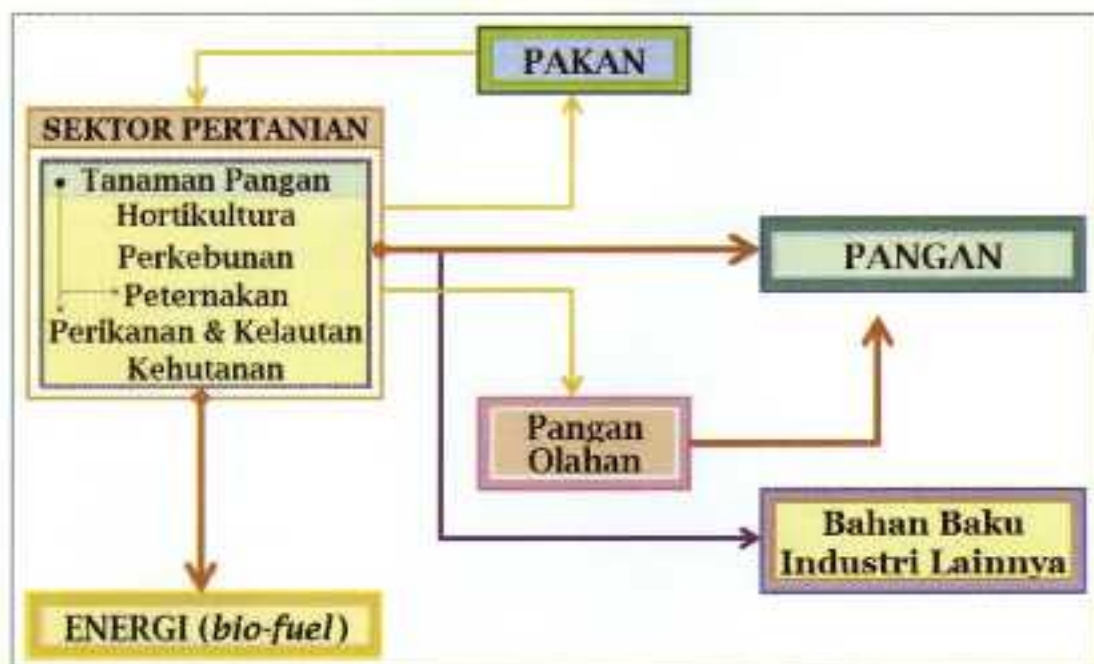 PAKAN
SEKTOR PERTANIAN
• Tanaman Pangan
Hortikultura
Perkebunan
Peternakan
Perikanan & Kelautan
Kehutanan
PANGAN
Pangan
Olahan
Bahan Baku
Industri Lainnya
ENERGI (bio-fuel)